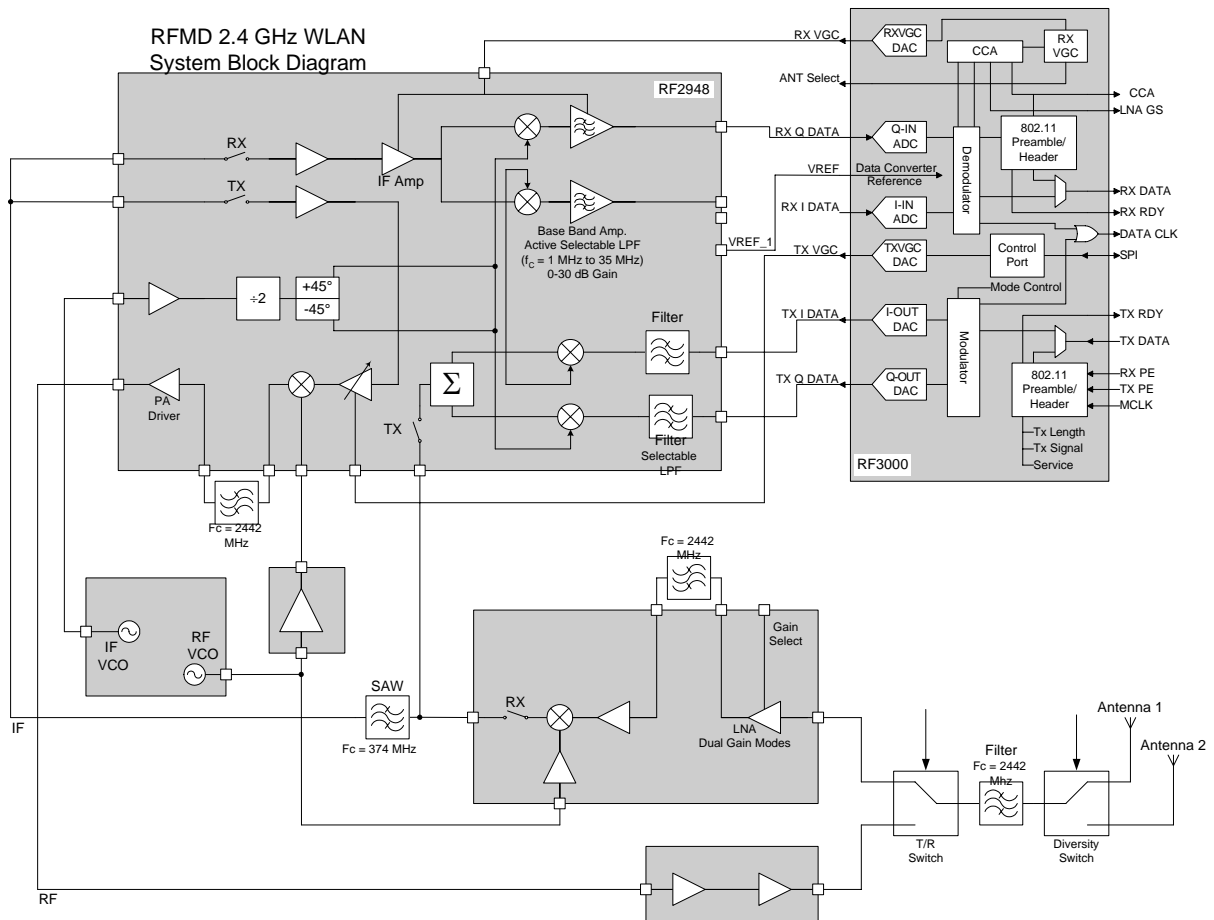 RFMD 2.4 GHz WLAN
System Block Diagram
RF2948
RX
TX
IF Amp
Base Band Amp.
Active Selectable LPF
(fC = 1 MHz to 35 MHz)
0-30 dB Gain
VREF_1
÷2
+45°
-45°
Filter
Σ
PA
Driver
TX
Filter
Selectable
LPF
Fc = 2442
MHz
RX VGC
ANT Select
RX Q DATA
VREF
RX I DATA
TX VGC
TX I DATA
TX Q DATA
RXVGC
DAC
CCA
RX
VGC
Q-IN
ADC
Data Converter
Reference
I-IN
ADC
Demodulator
802.11
Preamble/
Header
TXVGC
DAC
Control
Port
Mode Control
I-OUT
DAC
Modulator
Q-OUT
DAC
802.11
Preamble/
Header
Tx Length
Tx Signal
Service
RF3000
CCA
LNA GS
RX DATA
RX RDY
DATA CLK
SPI
TX RDY
TX DATA
RX PE
TX PE
MCLK
IF
VCO
RF
VCO
IF
SAW
Fc = 374 MHz
Fc = 2442
MHz
Gain
Select
RX
LNA
Dual Gain Modes
T/R
Switch
Filter
Fc = 2442
Mhz
Diversity
Switch
Antenna 1
Antenna 2
RF